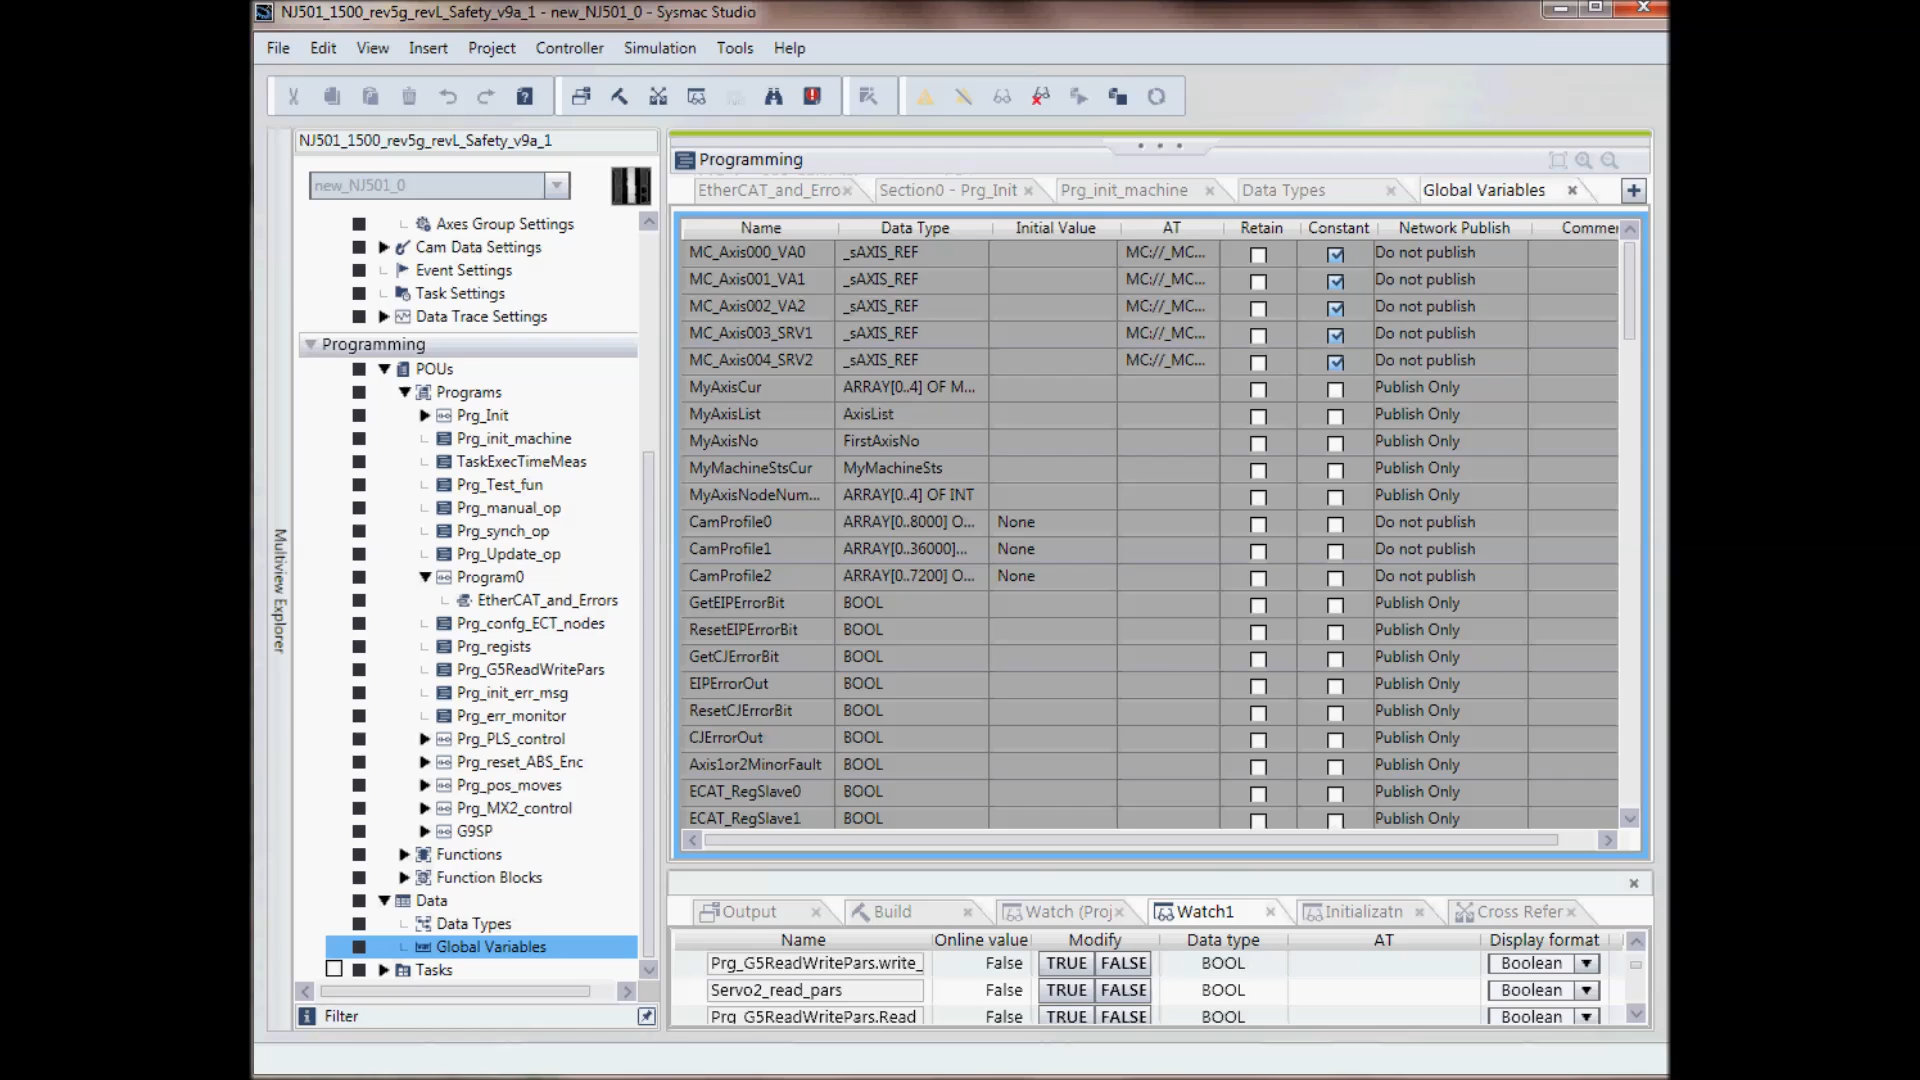 NJ501_1500_rev5g_revL_Safety_v9a_1 - new_NJ501_0 - Sysmac Studio
File Edit View Insert Project Controller Simulation Tools Help
NJ501_1500_rev5g_revL_Safety_v9a_1
new_NJ501_0
Multiview Explorer
Axes Group Settings
Cam Data Settings
Event Settings
Task Settings
Data Trace Settings
Programming
POUs
Programs
Prg_Init
Prg_init_machine
TaskExecTimeMeas
Prg_Test_fun
Prg_manual_op
Prg_synch_op
Prg_Update_op
Program0
EtherCAT_and_Errors
Prg_confg_ECT_nodes
Prg_regists
Prg_G5ReadWritePars
Prg_init_err_msg
Prg_err_monitor
Prg_PLS_control
Prg_reset_ABS_Enc
Prg_pos_moves
Prg_MX2_control
G9SP
Functions
Function Blocks
Data
Data Types
Global Variables
Tasks
Filter
Programming
EtherCAT_and_Erro Section0 - Prg_Init Prg_init_machine Data Types Global Variables
Name Data Type Initial Value AT Retain Constant Network Publish Commer
MC_Axis000_VA0 _sAXIS_REF MC://_MC... Do not publish
MC_Axis001_VA1 _sAXIS_REF MC://_MC... Do not publish
MC_Axis002_VA2 _sAXIS_REF MC://_MC... Do not publish
MC_Axis003_SRV1 _sAXIS_REF MC://_MC... Do not publish
MC_Axis004_SRV2 _sAXIS_REF MC://_MC... Do not publish
MyAxisCur ARRAY[0..4] OF M... Publish Only
MyAxisList AxisList Publish Only
MyAxisNo FirstAxisNo Publish Only
MyMachineStsCur MyMachineSts Publish Only
MyAxisNodeNum... ARRAY[0..4] OF INT Publish Only
CamProfile0 ARRAY[0..8000] O... None Do not publish
CamProfile1 ARRAY[0..36000]... None Do not publish
CamProfile2 ARRAY[0..7200] O... None Do not publish
GetEIPErrorBit BOOL Publish Only
ResetEIPErrorBit BOOL Publish Only
GetCJErrorBit BOOL Publish Only
EIPErrorOut BOOL Publish Only
ResetCJErrorBit BOOL Publish Only
CJErrorOut BOOL Publish Only
Axis1or2MinorFault BOOL Publish Only
ECAT_RegSlave0 BOOL Publish Only
ECAT_RegSlave1 BOOL Publish Only
Output Build Watch (Proj Watch1 Initializatn Cross Refer
Name Online value Modify Data type AT Display format
Prg_G5ReadWritePars.write_ False TRUE FALSE BOOL Boolean
Servo2_read_pars False TRUE FALSE BOOL Boolean
Prg_G5ReadWritePars.Read False TRUE FALSE BOOL Boolean